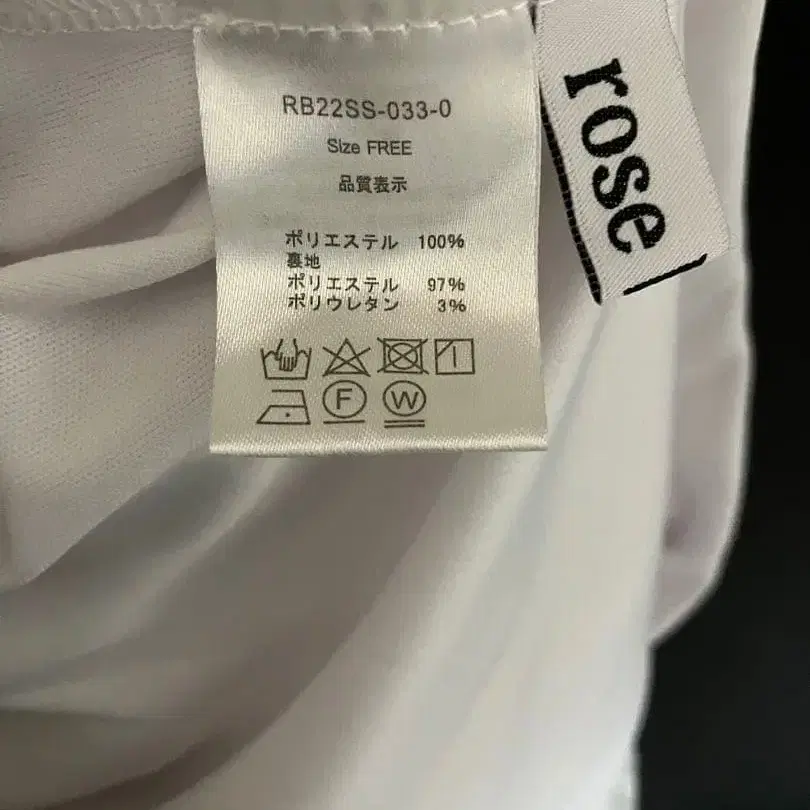 RB22SS-033-0
Size FREE
品質表示
ポリエステル 100%
裏地
ポリエステル 97%
ポリウレタン 3%
F W
rose